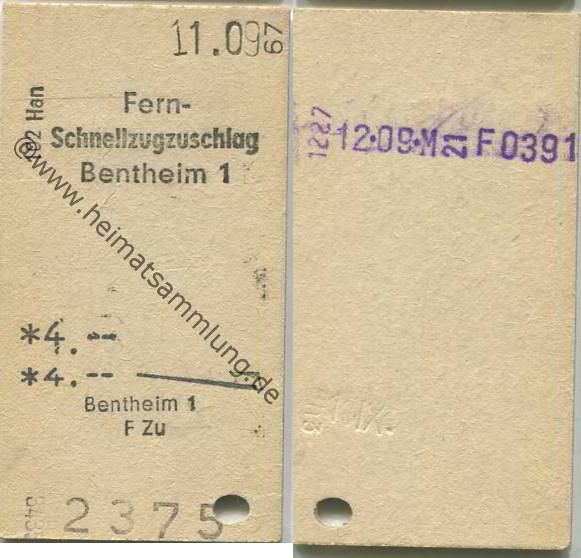 11.09 67
Han
Fern-
Schnellzugzuschlag
Bentheim 1
*4.--
*4.--
Bentheim 1
F Zu
2375
@www.heimatsammlung.de
1227
12.09.M 21 F0391